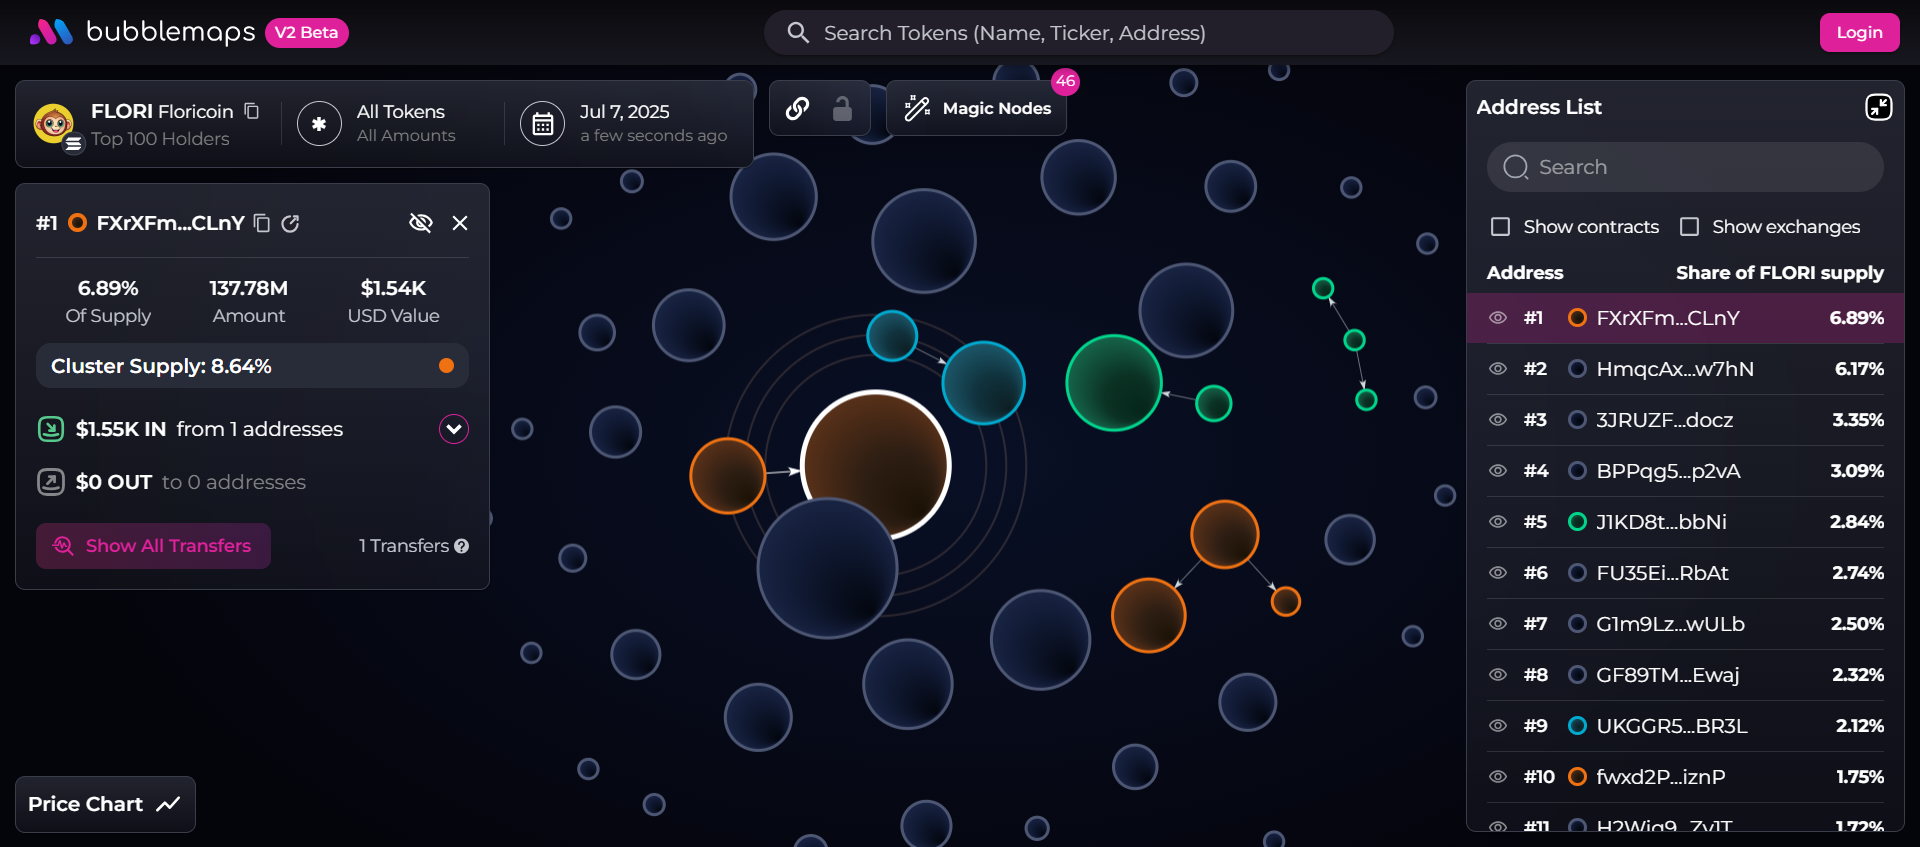 bubblemaps V2 Beta
Search Tokens (Name, Ticker, Address)
Login
FLORI Floricoin
Top 100 Holders
All Tokens
All Amounts
Jul 7, 2025
a few seconds ago
Magic Nodes
46
#1 FXrXFm...CLnY
6.89% 137.78M $1.54K
Of Supply Amount USD Value
Cluster Supply: 8.64%
$1.55K IN from 1 addresses
$0 OUT to 0 addresses
Show All Transfers 1 Transfers ?
Price Chart
Address List
Search
Show contracts Show exchanges
Address Share of FLORI supply
#1 FXrXFm...CLnY 6.89%
#2 HmqcAx...w7hN 6.17%
#3 3JRUZF...docz 3.35%
#4 BPPqg5...p2vA 3.09%
#5 J1KD8t...bbNi 2.84%
#6 FU35Ei...RbAt 2.74%
#7 G1m9Lz...wULb 2.50%
#8 GF89TM...Ewaj 2.32%
#9 UKGGR5...BR3L 2.12%
#10 fwxd2P...iznP 1.75%
#11 1.72%